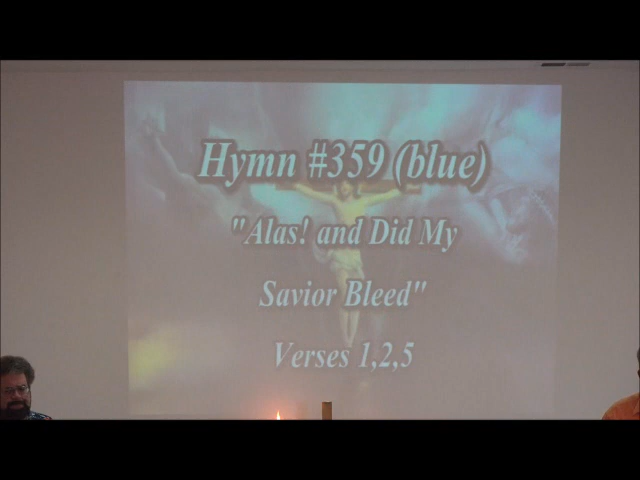 Hymn #359 (blue)
"Alas! and Did My
Savior Bleed"
Verses 1,2,5